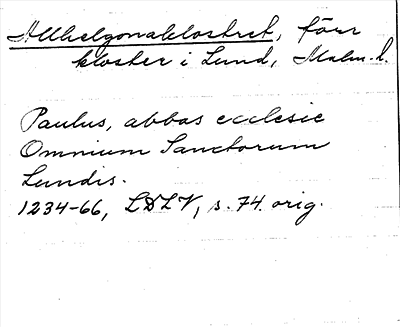 Allhelgonaklostret, förr
kloster i Lund, Malm. l.
Paulus, abbas ecclesie
Omnium Sanctorum
Lundis.
1234-66, LDLV, s. 74. orig.